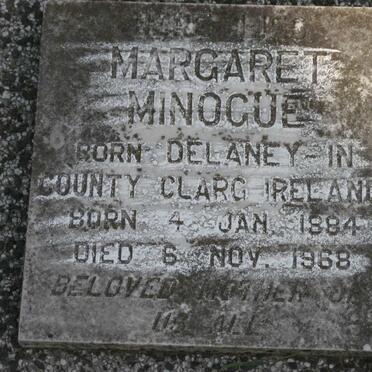 MARGARET
MINOGUE
BORN DELANEY IN
COUNTY CLARG IRELAND
BORN 4 JAN. 1884
DIED 6 NOV. 1968
BELOVED MOTHER OF
US ALL